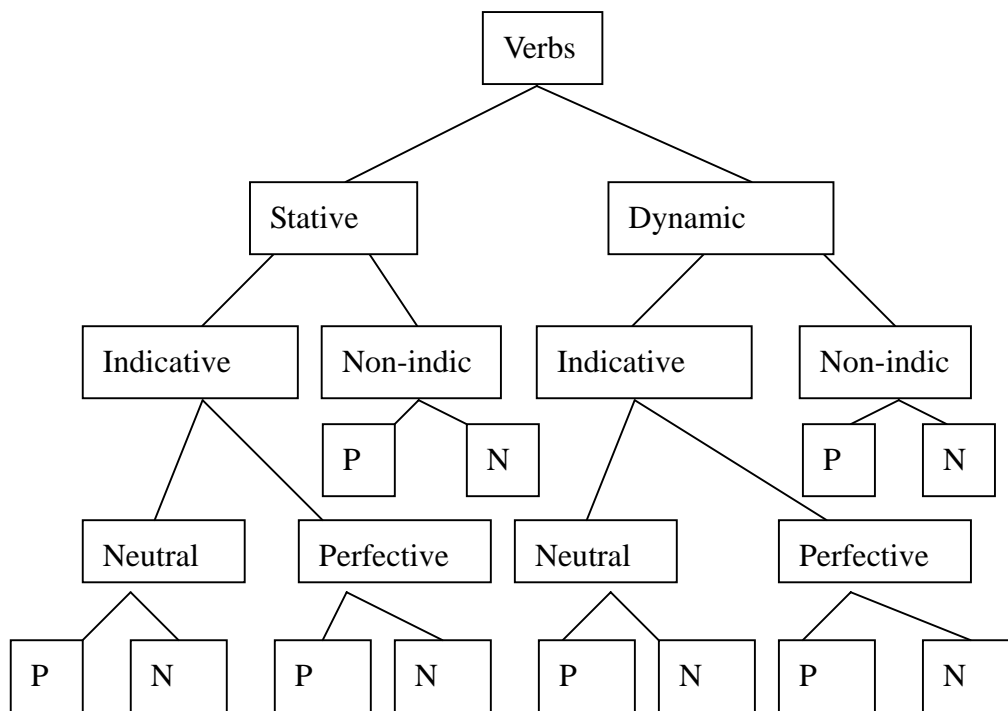 Verbs
Stative Dynamic
Indicative Non-indic Indicative Non-indic
P N P N
Neutral Perfective Neutral Perfective
P N P N P N P N